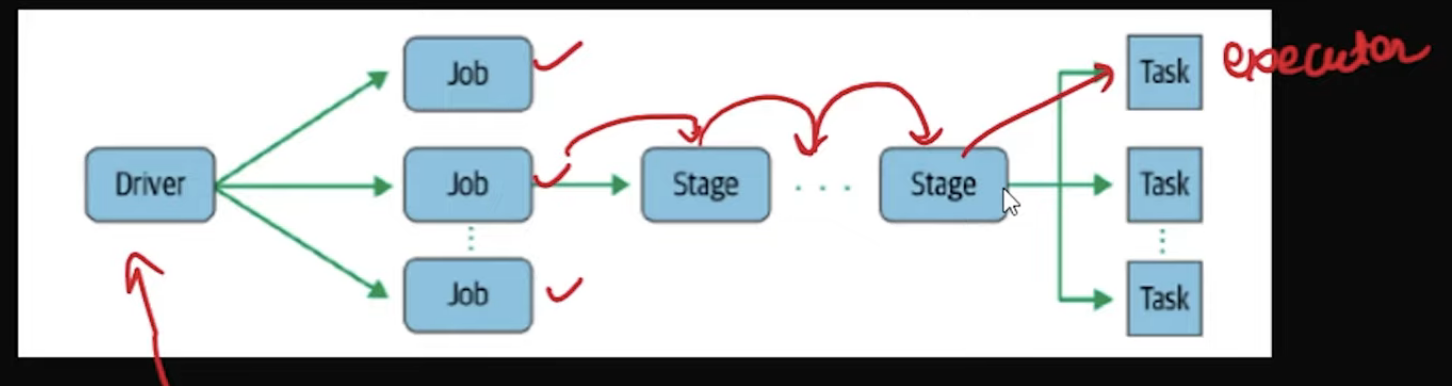 Job
Task executor
Driver
Job
Stage
. . .
Stage
Task
Job
Task